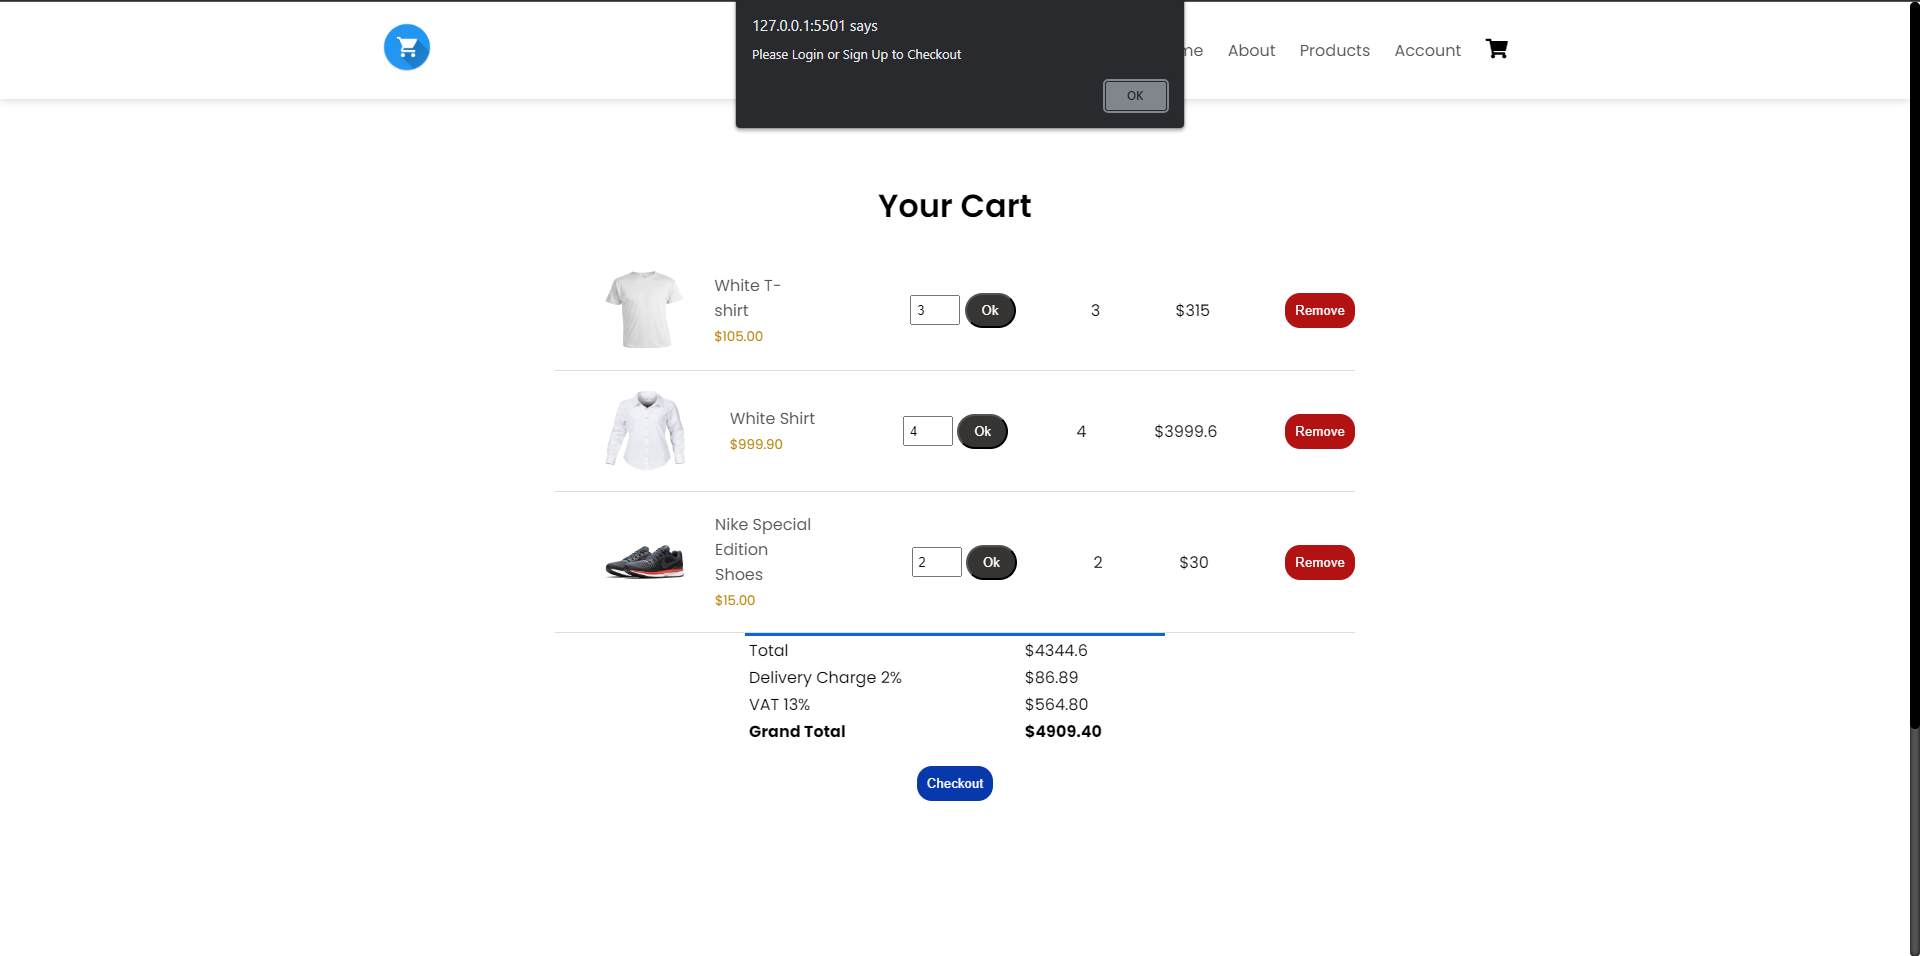 127.0.0.1:5501 says
Please Login or Sign Up to Checkout
OK
me About Products Account
Your Cart
White T-
shirt
$105.00
3 Ok 3 $315 Remove
White Shirt
$999.90
4 Ok 4 $3999.6 Remove
Nike Special
Edition
Shoes
$15.00
2 Ok 2 $30 Remove
Total $4344.6
Delivery Charge 2% $86.89
VAT 13% $564.80
Grand Total $4909.40
Checkout